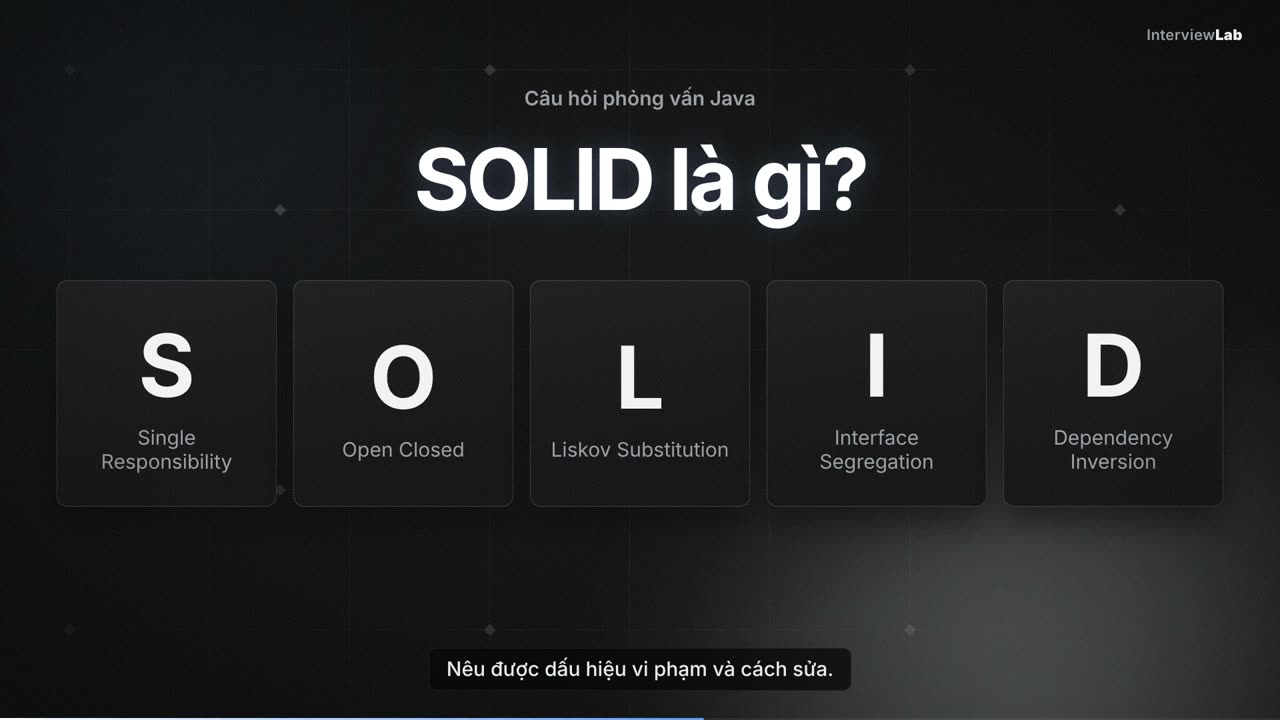 InterviewLab
Câu hỏi phỏng vấn Java
SOLID là gì?
S
Single
Responsibility
O
Open Closed
L
Liskov Substitution
I
Interface
Segregation
D
Dependency
Inversion
Nêu được dấu hiệu vi phạm và cách sửa.